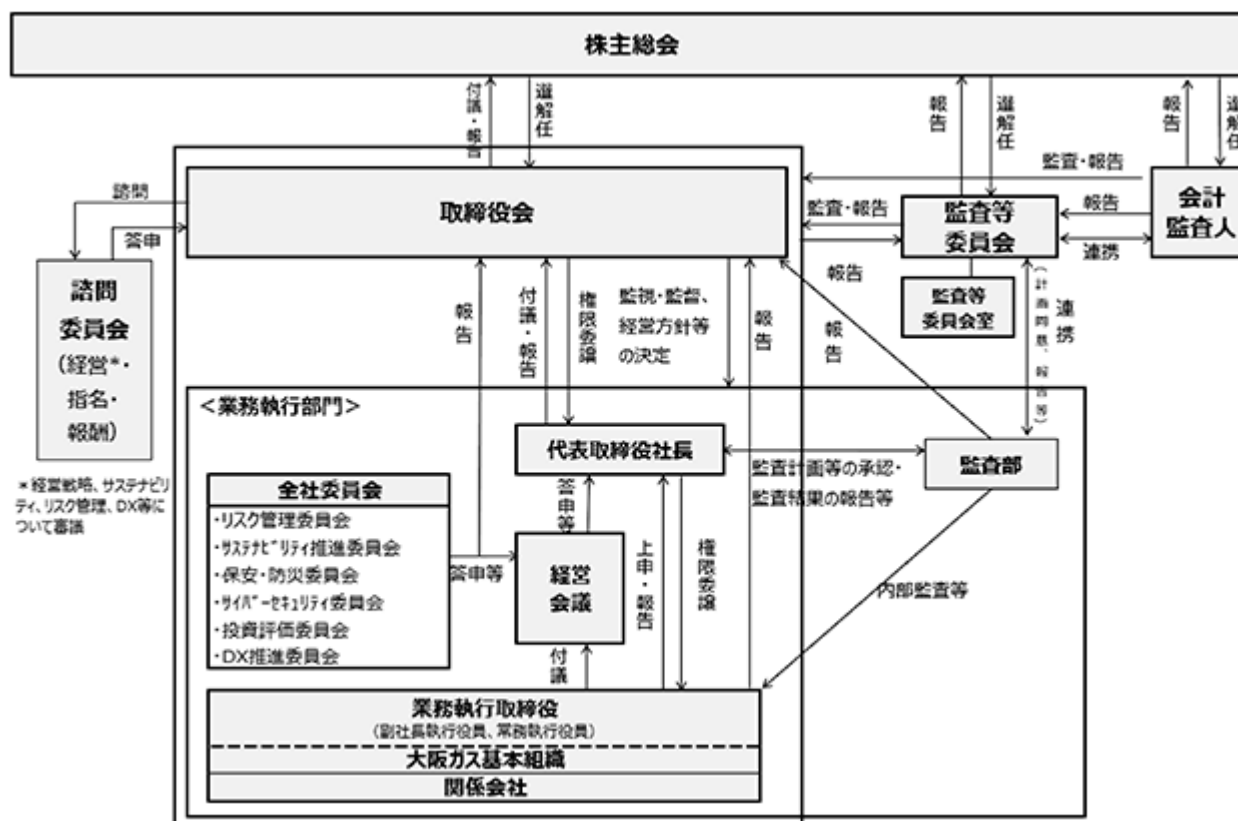 株主総会
付議・報告
選解任
報告
選解任
報告
選解任
監査・報告
諮問
取締役会
監査・報告
監査等
委員会
報告
会計
監査人
連携
答申
報告
諮問
委員会
(経営*・
指名・
報酬)
監査等
委員会室
連携
(計画同意、報告等)
報告
付議・報告
権限委譲
監視・監督、
経営方針等
の決定
報告
報告
<業務執行部門>
代表取締役社長
監査部
監査計画等の承認・
監査結果の報告等
*経営戦略、サステナビリ
ティ、リスク管理、DX等に
ついて審議
全社委員会
・リスク管理委員会
・サステナビリティ推進委員会
・保安・防災委員会
・サイバーセキュリティ委員会
・投資評価委員会
・DX推進委員会
答申等
答申等
経営
会議
上申・報告
権限委譲
内部監査等
付議
業務執行取締役
(副社長執行役員、常務執行役員)
大阪ガス基本組織
関係会社